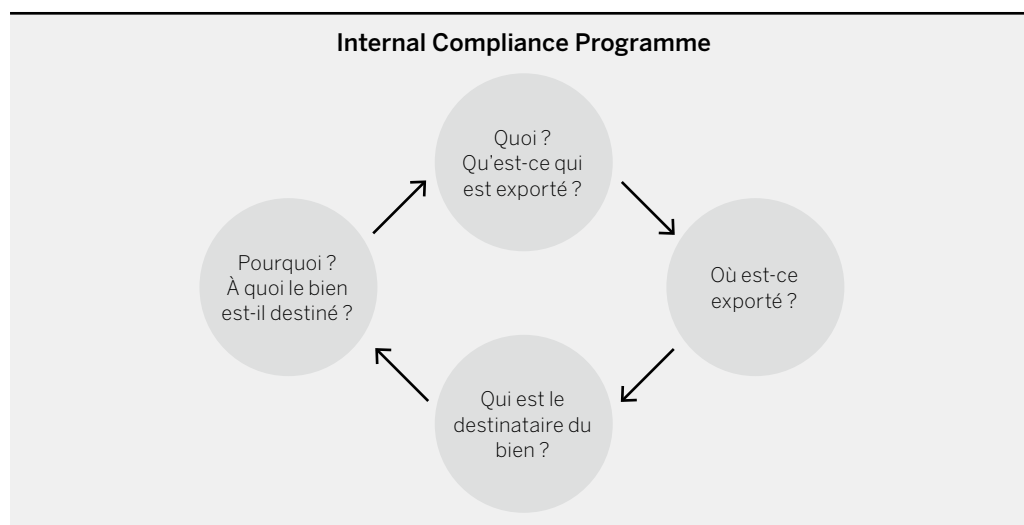 Internal Compliance Programme
Quoi ?
Qu'est-ce qui
est exporté ?
Où est-ce
exporté ?
Qui est le
destinataire du
bien ?
Pourquoi ?
À quoi le bien
est-il destiné ?